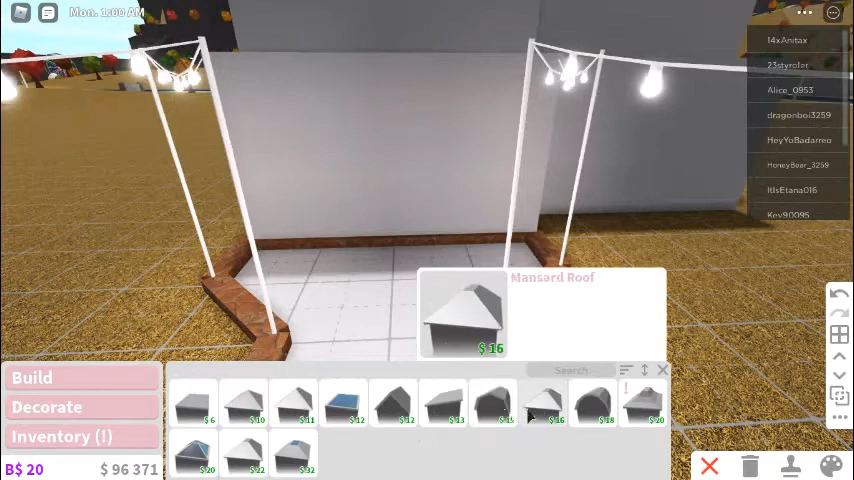 Mon. 1:00 AM
14xAnitax
23styroler
Alice_0953
dragonboi3259
HeyYoBadarreo
HoneyBear_3259
ItIsEtana016
Kev90095
Mansard Roof
$ 16
Build
Decorate
Inventory (!)
B$ 20
$ 96 371
Search...
$ 6
$ 10
$ 11
$ 12
$ 12
$ 13
$ 15
$ 16
$ 18
$ 20
$ 20
$ 22
$ 32